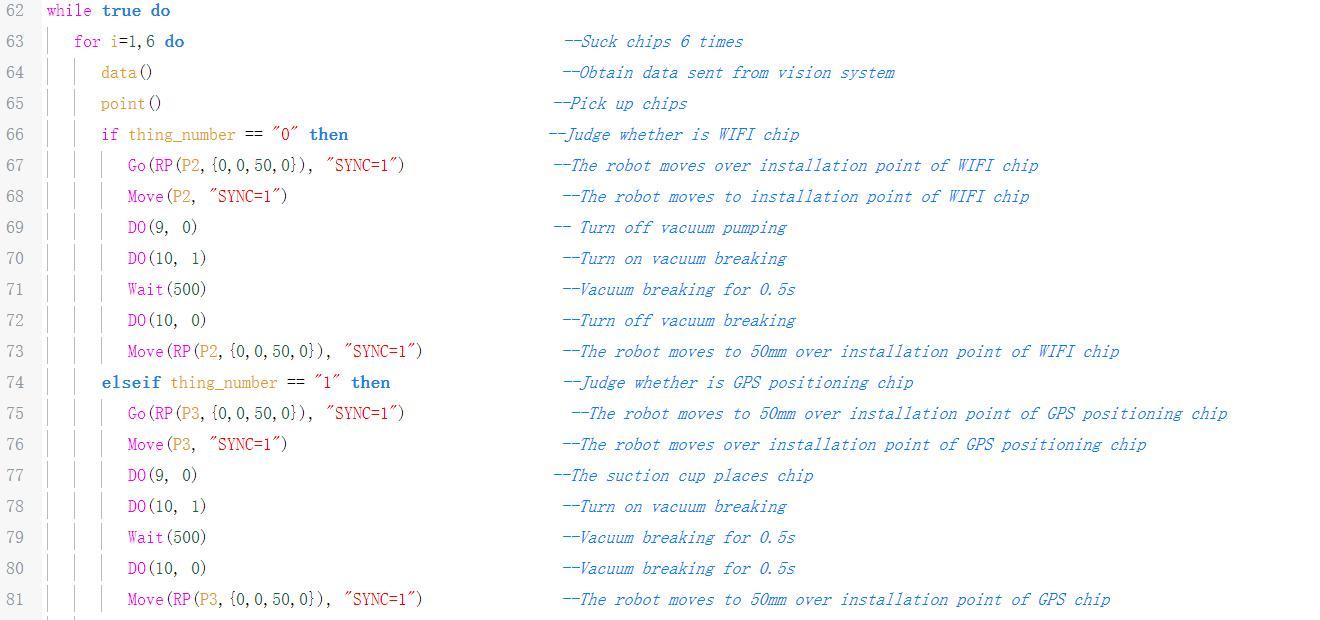 62 while true do
63 for i=1,6 do --Suck chips 6 times
64 data() --Obtain data sent from vision system
65 point() --Pick up chips
66 if thing_number == "0" then --Judge whether is WIFI chip
67 Go(RP(P2,{0,0,50,0}), "SYNC=1") --The robot moves over installation point of WIFI chip
68 Move(P2, "SYNC=1") --The robot moves to installation point of WIFI chip
69 DO(9, 0) -- Turn off vacuum pumping
70 DO(10, 1) --Turn on vacuum breaking
71 Wait(500) --Vacuum breaking for 0.5s
72 DO(10, 0) --Turn off vacuum breaking
73 Move(RP(P2,{0,0,50,0}), "SYNC=1") --The robot moves to 50mm over installation point of WIFI chip
74 elseif thing_number == "1" then --Judge whether is GPS positioning chip
75 Go(RP(P3,{0,0,50,0}), "SYNC=1") --The robot moves to 50mm over installation point of GPS positioning chip
76 Move(P3, "SYNC=1") --The robot moves over installation point of GPS positioning chip
77 DO(9, 0) --The suction cup places chip
78 DO(10, 1) --Turn on vacuum breaking
79 Wait(500) --Vacuum breaking for 0.5s
80 DO(10, 0) --Vacuum breaking for 0.5s
81 Move(RP(P3,{0,0,50,0}), "SYNC=1") --The robot moves to 50mm over installation point of GPS chip